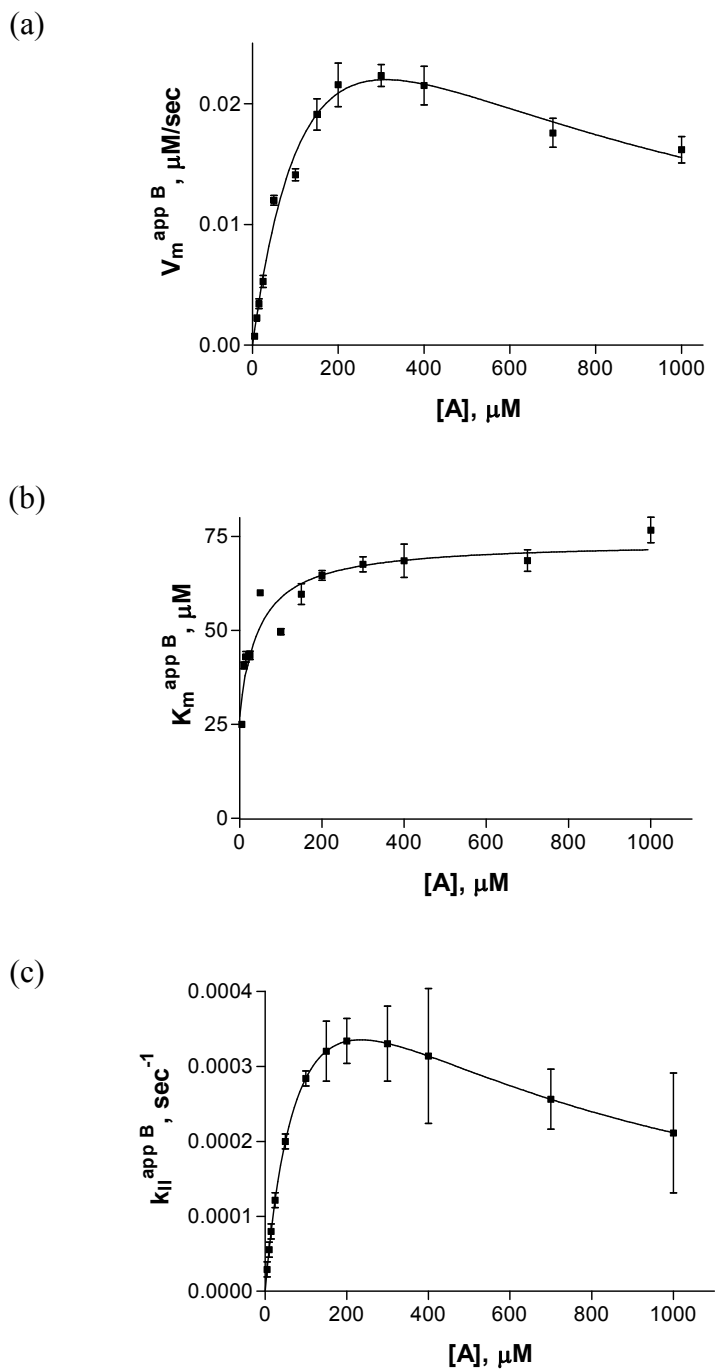 (a)
V_m^app B, μM/sec
0.02
0.01
0.00
0 200 400 600 800 1000
[A], μM
(b)
K_m^app B, μM
75
50
25
0
0 200 400 600 800 1000
[A], μM
(c)
k_II^app B, sec^-1
0.0004
0.0003
0.0002
0.0001
0.0000
0 200 400 600 800 1000
[A], μM